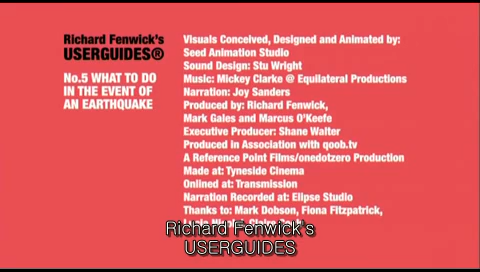 Richard Fenwick's
USERGUIDES®
No.5 WHAT TO DO
IN THE EVENT OF
AN EARTHQUAKE
Visuals Conceived, Designed and Animated by:
Seed Animation Studio
Sound Design: Stu Wright
Music: Mickey Clarke @ Equilateral Productions
Narration: Joy Sanders
Produced by: Richard Fenwick,
Mark Gales and Marcus O'Keefe
Executive Producer: Shane Walter
Produced in Association with qoob.tv
A Reference Point Films/onedotzero Production
Made at: Tyneside Cinema
Onlined at: Transmission
Narration Recorded at: Elipse Studio
Thanks to: Mark Dobson, Fiona Fitzpatrick,
Richard Fenwick's
USERGUIDES